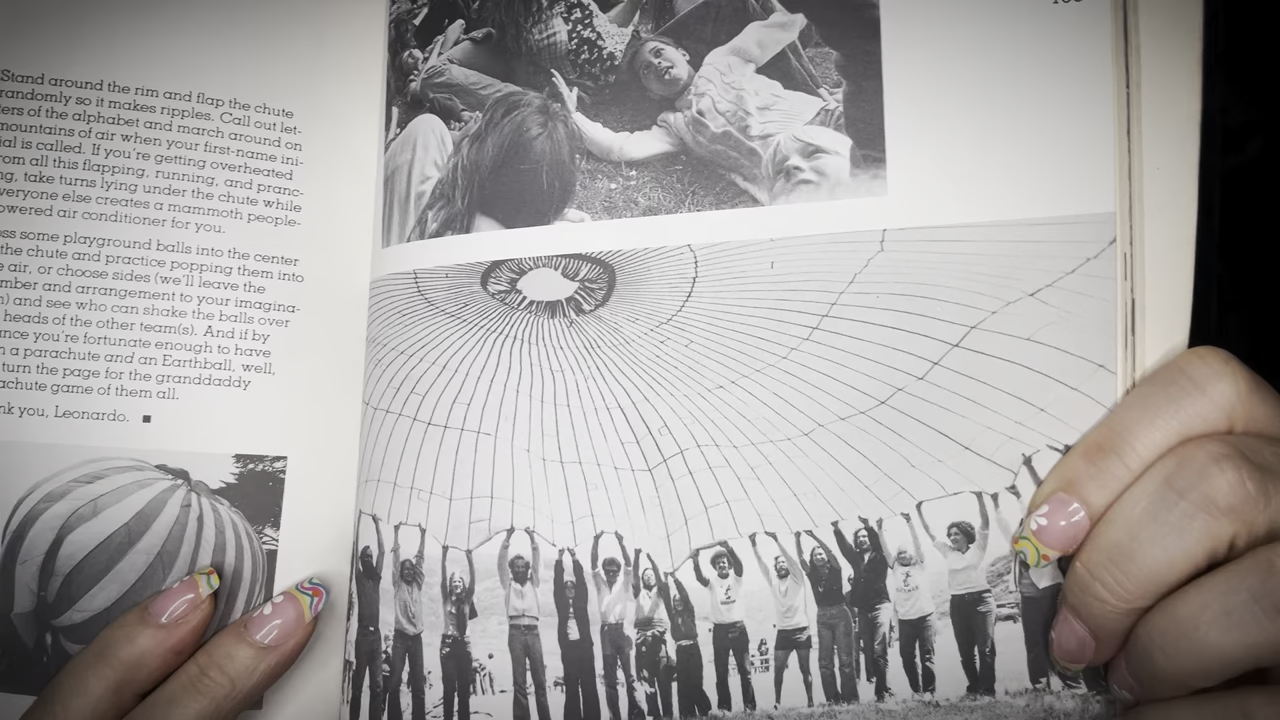 Stand around the rim and flap the chute
randomly so it makes ripples. Call out let-
ters of the alphabet and march around on
mountains of air when your first-name ini-
ial is called. If you're getting overheated
rom all this flapping, running, and pranc-
ng, take turns lying under the chute while
veryone else creates a mammoth people-
owered air conditioner for you.
oss some playground balls into the center
the chute and practice popping them into
e air, or choose sides (we'll leave the
mber and arrangement to your imagina-
n) and see who can shake the balls over
heads of the other team(s). And if by
ance you're fortunate enough to have
h a parachute and an Earthball, well,
turn the page for the granddaddy
achute game of them all.
nk you, Leonardo. ■